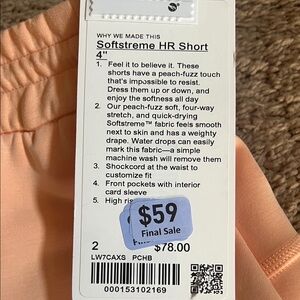 WHY WE MADE THIS
Softstreme HR Short
4"
1. Feel it to believe it. These
shorts have a peach-fuzz touch
that's impossible to resist.
Dress them up or down, and
enjoy the softness all day
2. Our peach-fuzz soft, four-way
stretch, and quick-drying
Softstreme™ fabric feels smooth
next to skin and has a weighty
drape. Water drops can easily
mark this fabric—a simple
machine wash will remove them
3. Shockcord at the waist to
customize fit
4. Front pockets with interior
card sleeve
5. High ris
$59
Final Sale
2 $78.00
LW7CAXS PCHB
000153102169